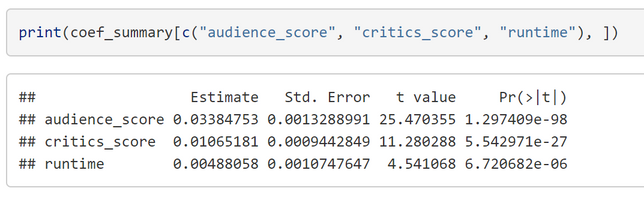 print(coef_summary[c("audience_score", "critics_score", "runtime"), ])
## Estimate Std. Error t value Pr(>|t|)
## audience_score 0.03384753 0.0013288991 25.470355 1.297409e-98
## critics_score 0.01065181 0.0009442849 11.280288 5.542971e-27
## runtime 0.00488058 0.0010747647 4.541068 6.720682e-06